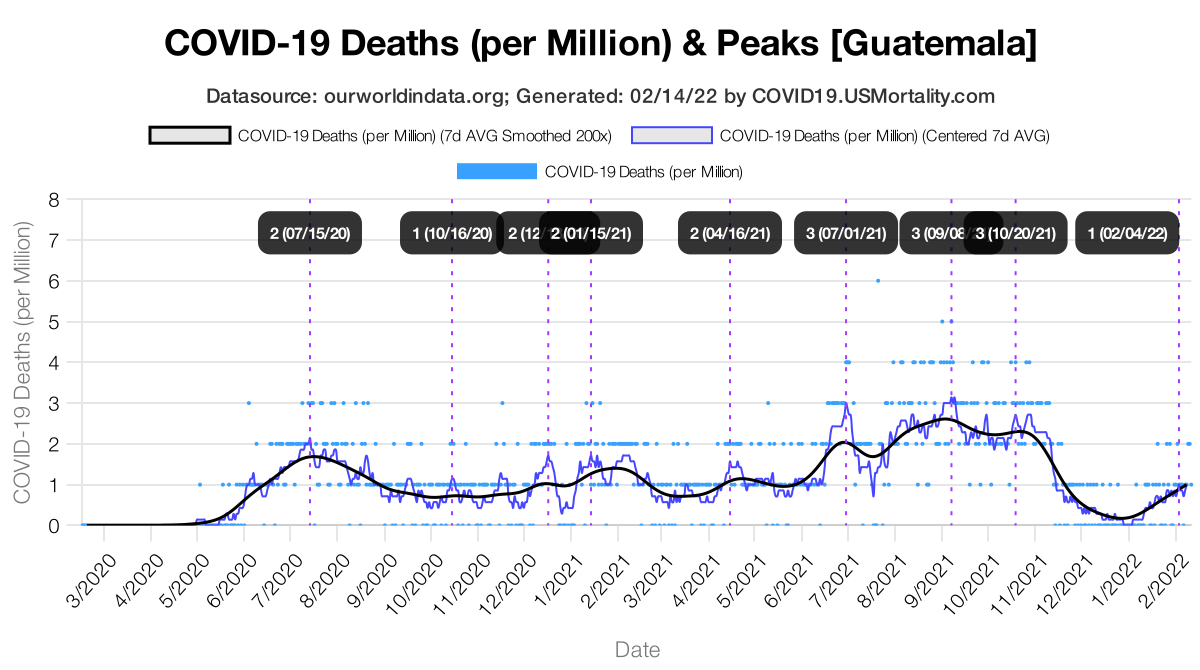 COVID-19 Deaths (per Million) & Peaks [Guatemala]
Datasource: ourworldindata.org; Generated: 02/14/22 by COVID19.USMortality.com
COVID-19 Deaths (per Million) (7d AVG Smoothed 200x) COVID-19 Deaths (per Million) (Centered 7d AVG)
COVID-19 Deaths (per Million)
COVID-19 Deaths (per Million)
8
7
6
5
4
3
2
1
0
2 (07/15/20) 1 (10/16/20) 2 (12/ 2 (01/15/21) 2 (04/16/21) 3 (07/01/21) 3 (09/08/ 3 (10/20/21) 1 (02/04/22)
3/2020 4/2020 5/2020 6/2020 7/2020 8/2020 9/2020 10/2020 11/2020 12/2020 1/2021 2/2021 3/2021 4/2021 5/2021 6/2021 7/2021 8/2021 9/2021 10/2021 11/2021 12/2021 1/2022 2/2022
Date